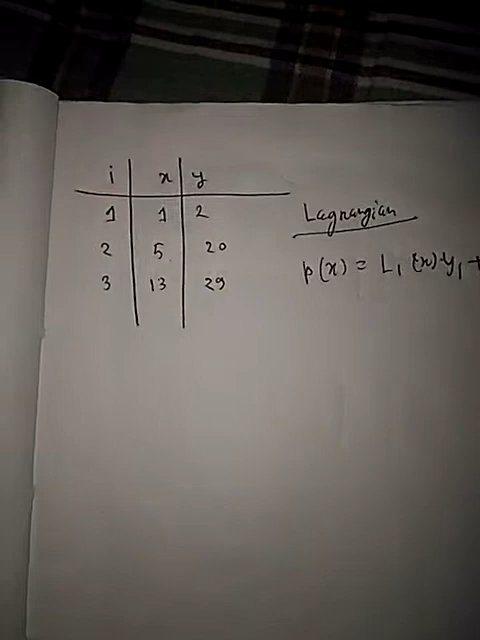 i x y
1 1 2
2 5 20
3 13 29
Lagrangian
p(x) = L₁(x)·y₁ +